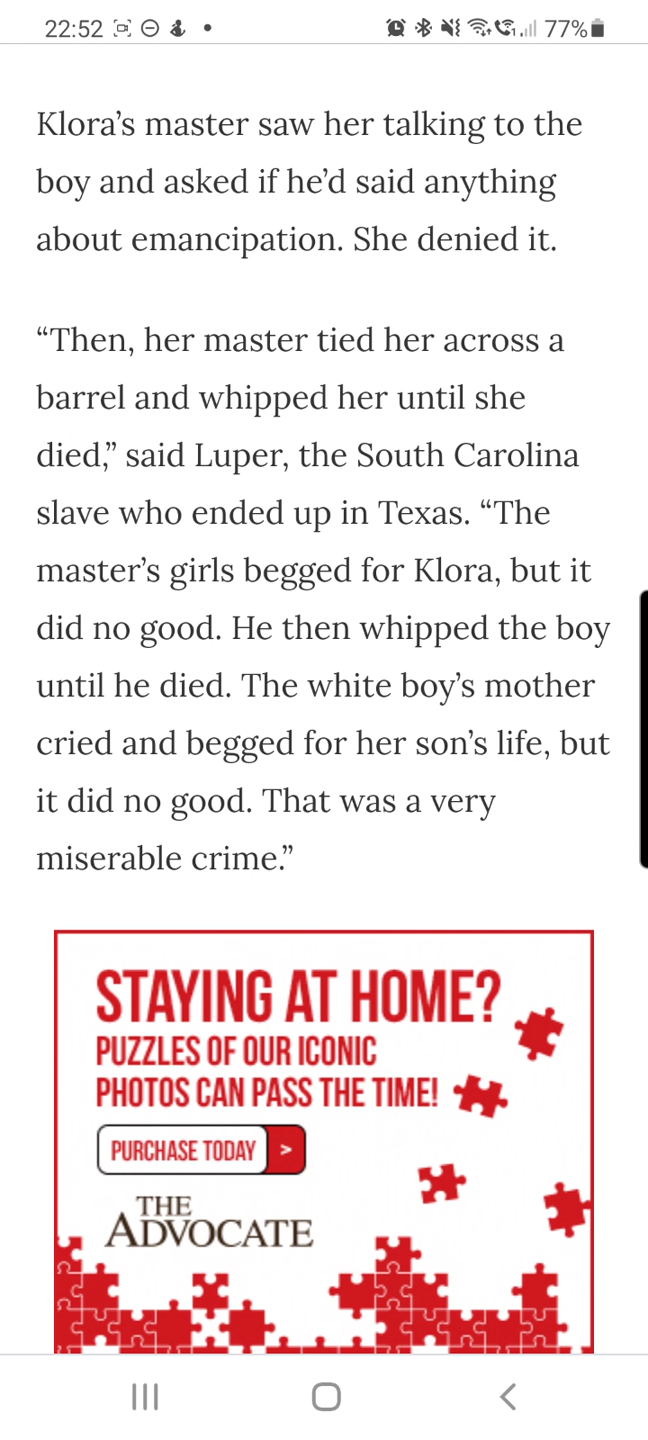 22:52 77%
Klora’s master saw her talking to the
boy and asked if he’d said anything
about emancipation. She denied it.
“Then, her master tied her across a
barrel and whipped her until she
died,” said Luper, the South Carolina
slave who ended up in Texas. “The
master’s girls begged for Klora, but it
did no good. He then whipped the boy
until he died. The white boy’s mother
cried and begged for her son’s life, but
it did no good. That was a very
miserable crime.”
STAYING AT HOME?
PUZZLES OF OUR ICONIC
PHOTOS CAN PASS THE TIME!
PURCHASE TODAY >
THE
ADVOCATE